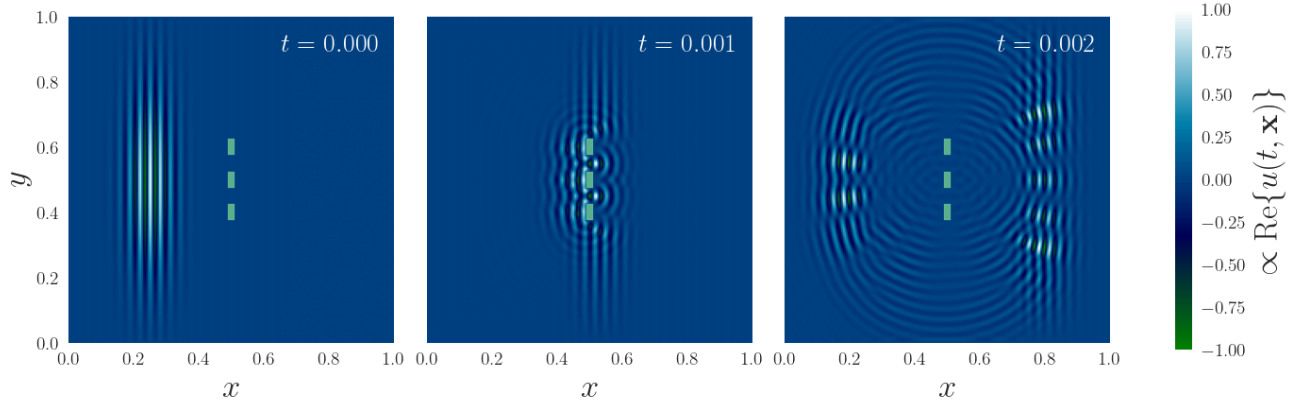 t = 0.000
t = 0.001
t = 0.002
1.0
0.8
0.6
0.4
0.2
0.0
y
0.0 0.2 0.4 0.6 0.8 1.0
x
0.0 0.2 0.4 0.6 0.8 1.0
x
0.0 0.2 0.4 0.6 0.8 1.0
x
1.00
0.75
0.50
0.25
0.00
−0.25
−0.50
−0.75
−1.00
∝ Re{u(t, x)}